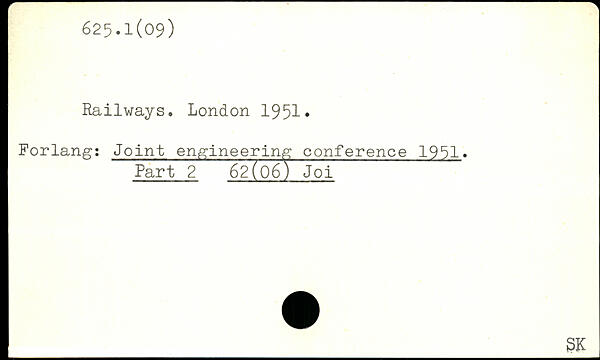 625.1(09)
Railways. London 1951.
Forlang: Joint engineering conference 1951.
Part 2 62(06) Joi
SK